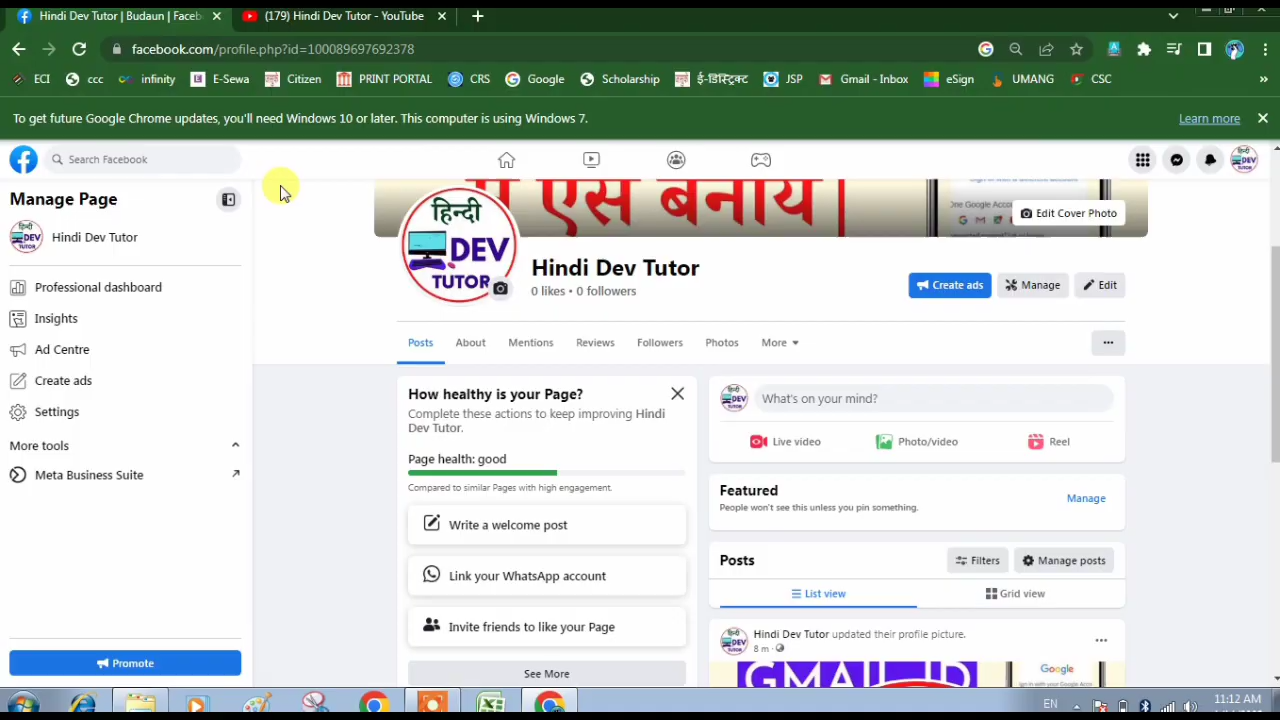 Hindi Dev Tutor | Budaun | Faceb
(179) Hindi Dev Tutor - YouTube
facebook.com/profile.php?id=100089697692378
ECI ccc infinity E-Sewa Citizen PRINT PORTAL CRS Google Scholarship ई-डिस्ट्रिक्ट JSP Gmail - Inbox eSign UMANG CSC »
To get future Google Chrome updates, you'll need Windows 10 or later. This computer is using Windows 7.
Learn more
Search Facebook
Manage Page
Hindi Dev Tutor
Professional dashboard
Insights
Ad Centre
Create ads
Settings
More tools
Meta Business Suite
Promote
एस बनाय
One Google Accou
Edit Cover Photo
हिन्दी
DEV
TUTOR
Hindi Dev Tutor
0 likes • 0 followers
Create ads
Manage
Edit
Posts About Mentions Reviews Followers Photos More
How healthy is your Page?
Complete these actions to keep improving Hindi
Dev Tutor.
Page health: good
Compared to similar Pages with high engagement.
Write a welcome post
Link your WhatsApp account
Invite friends to like your Page
See More
What's on your mind?
Live video
Photo/video
Reel
Featured
Manage
People won't see this unless you pin something.
Posts
Filters
Manage posts
List view
Grid view
Hindi Dev Tutor updated their profile picture.
8 m
GMAIL ID
Google
EN
11:12 AM